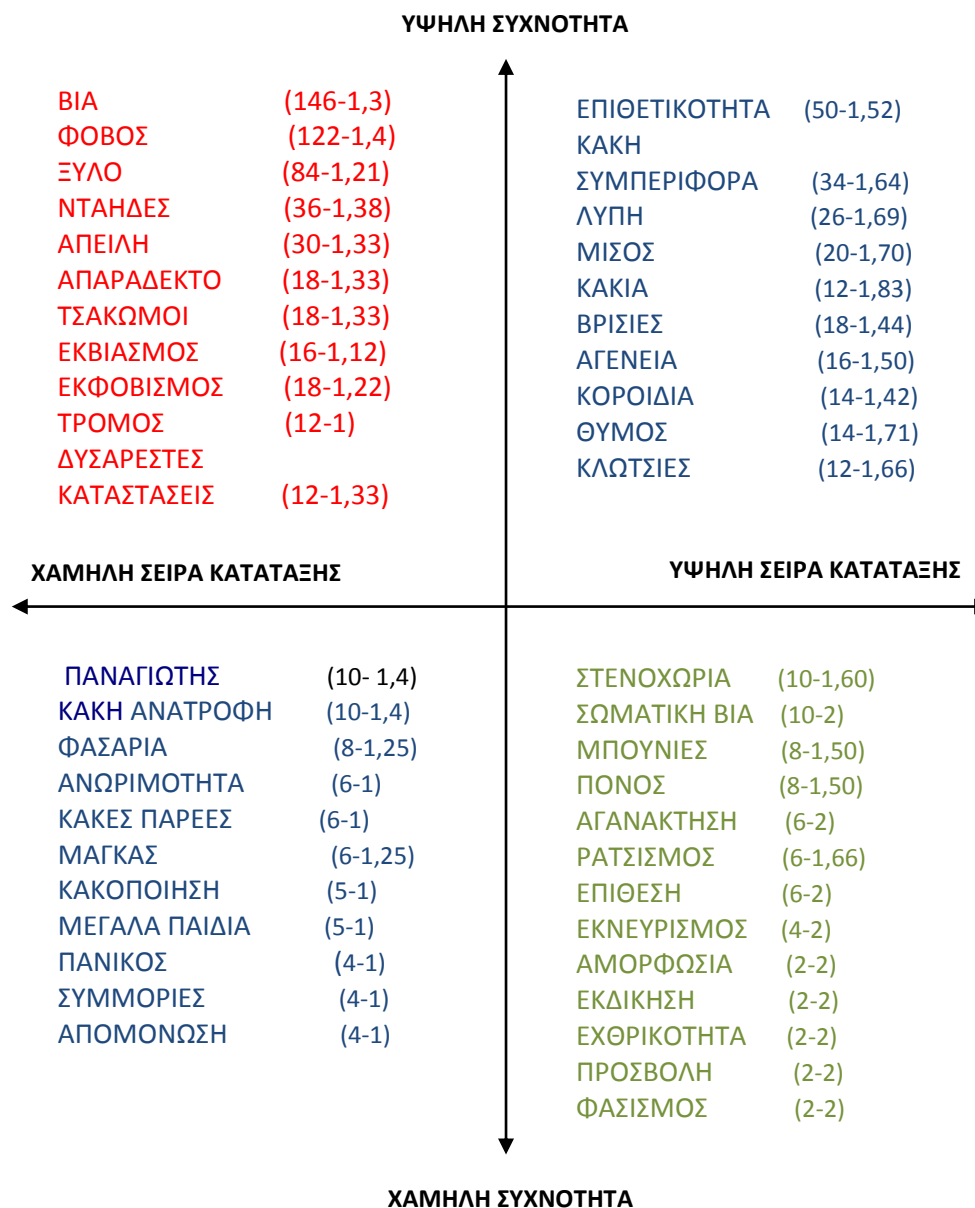 ΥΨΗΛΗ ΣΥΧΝΟΤΗΤΑ
ΒΙΑ (146-1,3)
ΦΟΒΟΣ (122-1,4)
ΞΥΛΟ (84-1,21)
ΝΤΑΗΔΕΣ (36-1,38)
ΑΠΕΙΛΗ (30-1,33)
ΑΠΑΡΑΔΕΚΤΟ (18-1,33)
ΤΣΑΚΩΜΟΙ (18-1,33)
ΕΚΒΙΑΣΜΟΣ (16-1,12)
ΕΚΦΟΒΙΣΜΟΣ (18-1,22)
ΤΡΟΜΟΣ (12-1)
ΔΥΣΑΡΕΣΤΕΣ
ΚΑΤΑΣΤΑΣΕΙΣ (12-1,33)
ΕΠΙΘΕΤΙΚΟΤΗΤΑ (50-1,52)
ΚΑΚΗ
ΣΥΜΠΕΡΙΦΟΡΑ (34-1,64)
ΛΥΠΗ (26-1,69)
ΜΙΣΟΣ (20-1,70)
ΚΑΚΙΑ (12-1,83)
ΒΡΙΣΙΕΣ (18-1,44)
ΑΓΕΝΕΙΑ (16-1,50)
ΚΟΡΟΙΔΙΑ (14-1,42)
ΘΥΜΟΣ (14-1,71)
ΚΛΩΤΣΙΕΣ (12-1,66)
ΧΑΜΗΛΗ ΣΕΙΡΑ ΚΑΤΑΤΑΞΗΣ
ΥΨΗΛΗ ΣΕΙΡΑ ΚΑΤΑΤΑΞΗΣ
ΠΑΝΑΓΙΩΤΗΣ (10- 1,4)
ΚΑΚΗ ΑΝΑΤΡΟΦΗ (10-1,4)
ΦΑΣΑΡΙΑ (8-1,25)
ΑΝΩΡΙΜΟΤΗΤΑ (6-1)
ΚΑΚΕΣ ΠΑΡΕΕΣ (6-1)
ΜΑΓΚΑΣ (6-1,25)
ΚΑΚΟΠΟΙΗΣΗ (5-1)
ΜΕΓΑΛΑ ΠΑΙΔΙΑ (5-1)
ΠΑΝΙΚΟΣ (4-1)
ΣΥΜΜΟΡΙΕΣ (4-1)
ΑΠΟΜΟΝΩΣΗ (4-1)
ΣΤΕΝΟΧΩΡΙΑ (10-1,60)
ΣΩΜΑΤΙΚΗ ΒΙΑ (10-2)
ΜΠΟΥΝΙΕΣ (8-1,50)
ΠΟΝΟΣ (8-1,50)
ΑΓΑΝΑΚΤΗΣΗ (6-2)
ΡΑΤΣΙΣΜΟΣ (6-1,66)
ΕΠΙΘΕΣΗ (6-2)
ΕΚΝΕΥΡΙΣΜΟΣ (4-2)
ΑΜΟΡΦΩΣΙΑ (2-2)
ΕΚΔΙΚΗΣΗ (2-2)
ΕΧΘΡΙΚΟΤΗΤΑ (2-2)
ΠΡΟΣΒΟΛΗ (2-2)
ΦΑΣΙΣΜΟΣ (2-2)
ΧΑΜΗΛΗ ΣΥΧΝΟΤΗΤΑ